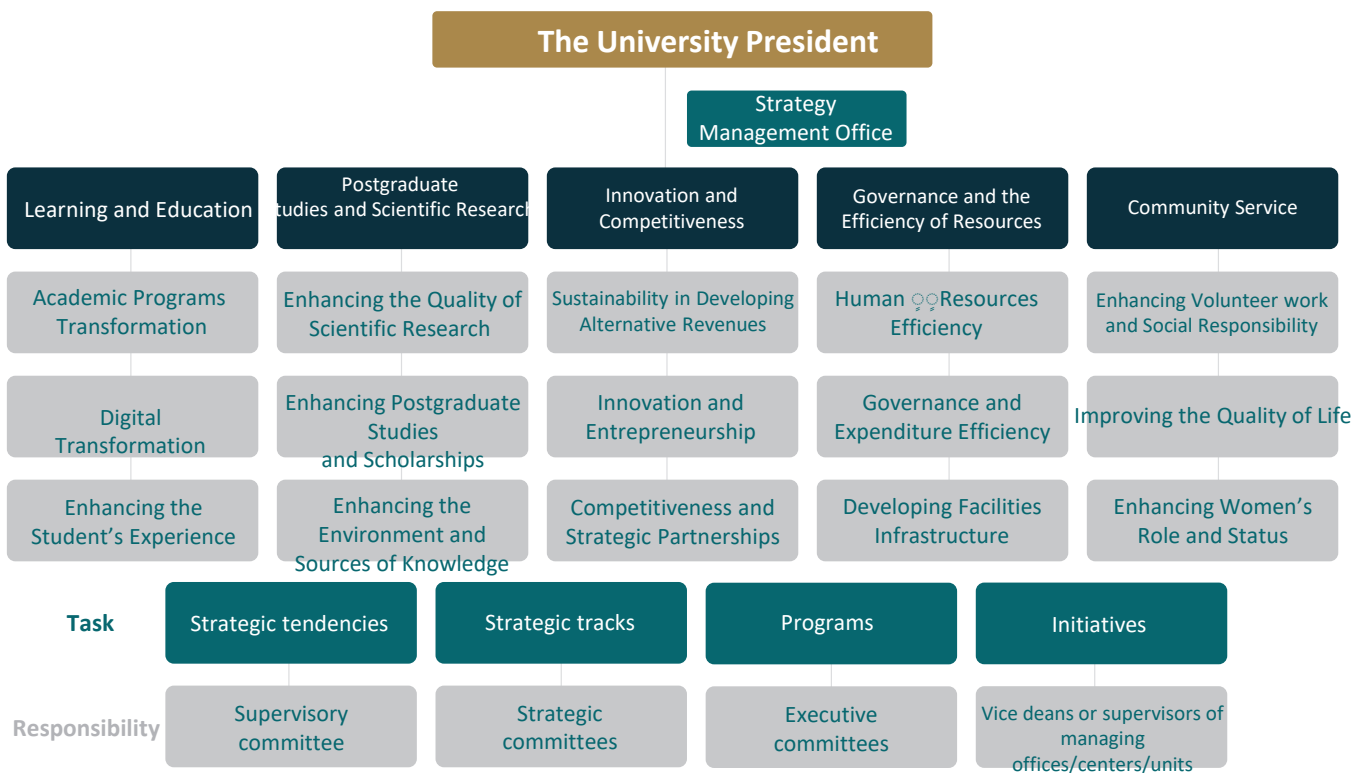 The University President
Strategy
Management Office
Learning and Education
Postgraduate
tudies and Scientific Research
Innovation and
Competitiveness
Governance and the
Efficiency of Resources
Community Service
Academic Programs
Transformation
Enhancing the Quality of
Scientific Research
Sustainability in Developing
Alternative Revenues
Human Resources
Efficiency
Enhancing Volunteer work
and Social Responsibility
Digital
Transformation
Enhancing Postgraduate
Studies
and Scholarships
Innovation and
Entrepreneurship
Governance and
Expenditure Efficiency
Improving the Quality of Life
Enhancing the
Student’s Experience
Enhancing the
Environment and
Sources of Knowledge
Competitiveness and
Strategic Partnerships
Developing Facilities
Infrastructure
Enhancing Women’s
Role and Status
Task
Strategic tendencies
Strategic tracks
Programs
Initiatives
Responsibility
Supervisory
committee
Strategic
committees
Executive
committees
Vice deans or supervisors of
managing
offices/centers/units